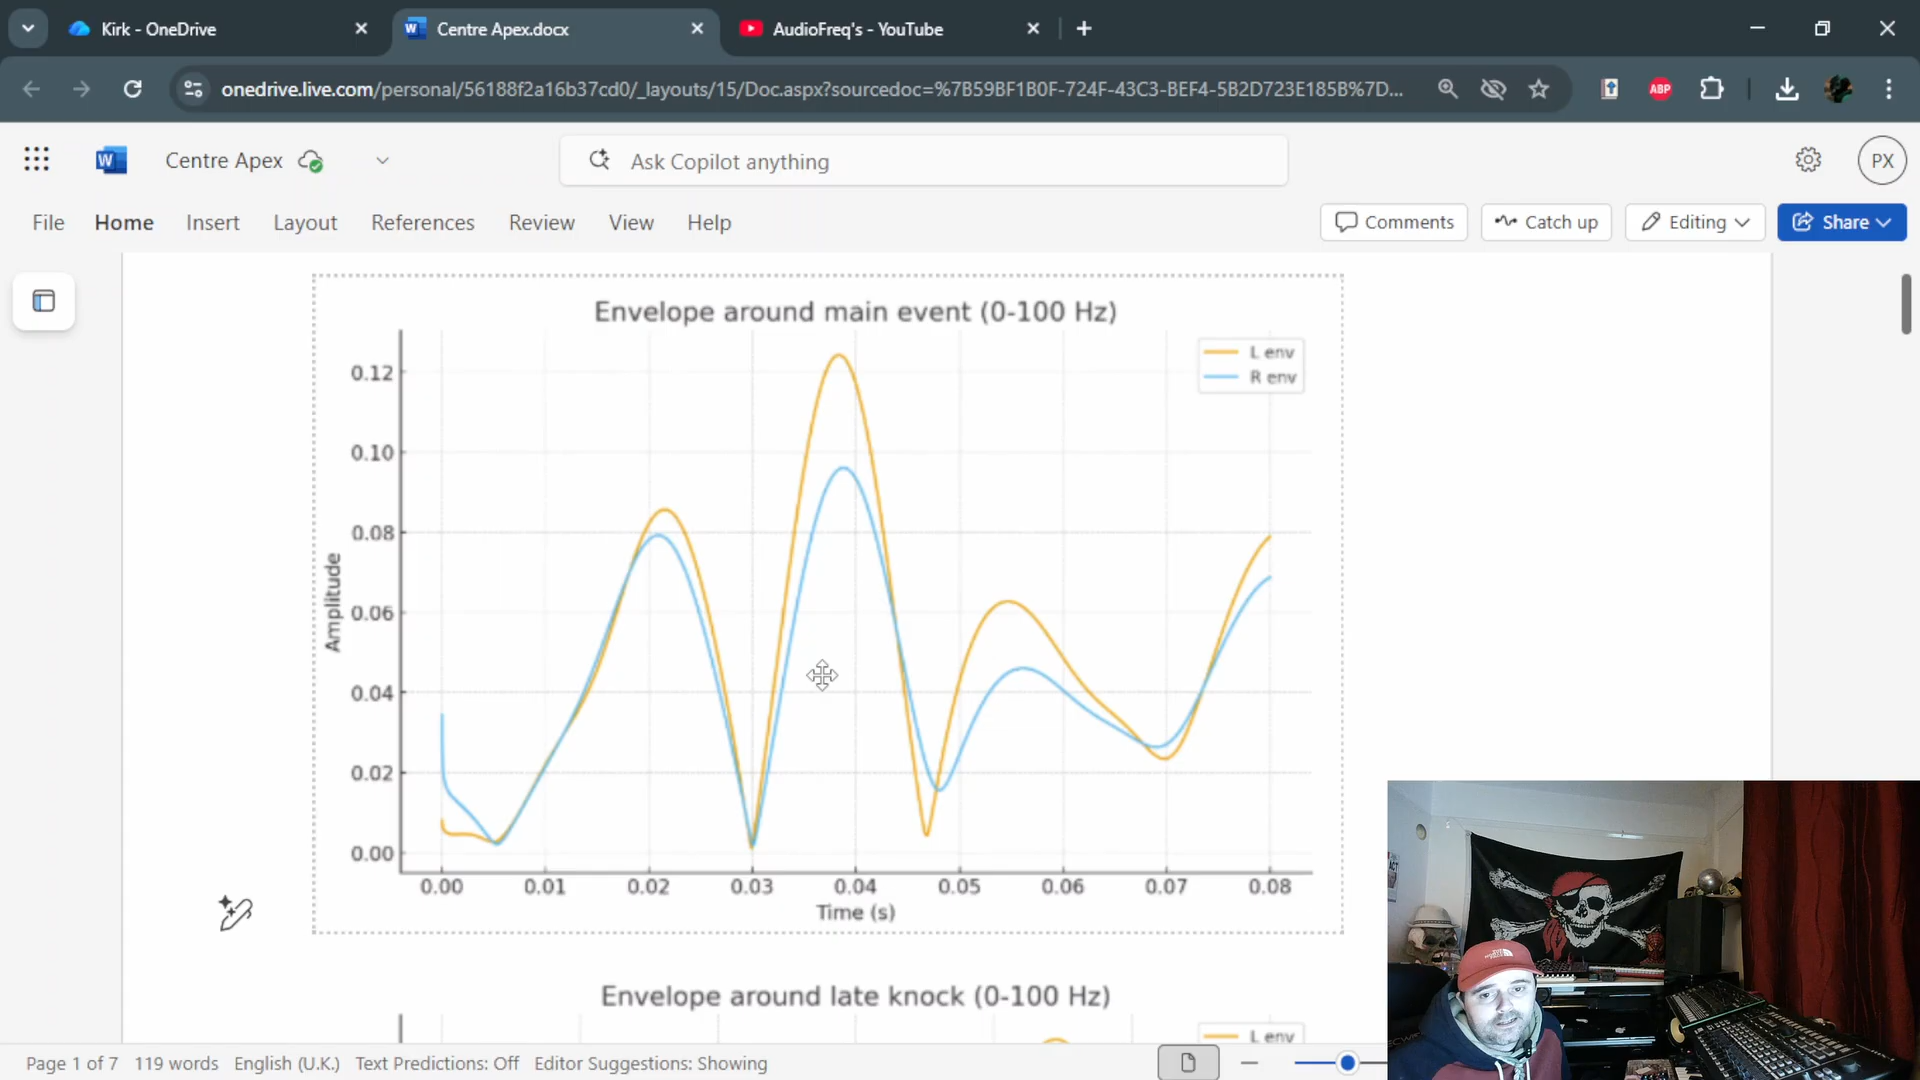 Kirk - OneDrive
Centre Apex.docx
AudioFreq's - YouTube
onedrive.live.com/personal/56188f2a16b37cd0/_layouts/15/Doc.aspx?sourcedoc=%7B59BF1B0F-724F-43C3-BEF4-5B2D723E185B%7D...
ABP
W
Centre Apex
Ask Copilot anything
PX
File
Home
Insert
Layout
References
Review
View
Help
Comments
Catch up
Editing
Share
Envelope around main event (0-100 Hz)
L env
R env
0.12
0.10
0.08
0.06
0.04
0.02
0.00
Amplitude
0.00
0.01
0.02
0.03
0.04
0.05
0.06
0.07
0.08
Time (s)
Envelope around late knock (0-100 Hz)
L env
Page 1 of 7
119 words
English (U.K.)
Text Predictions: Off
Editor Suggestions: Showing